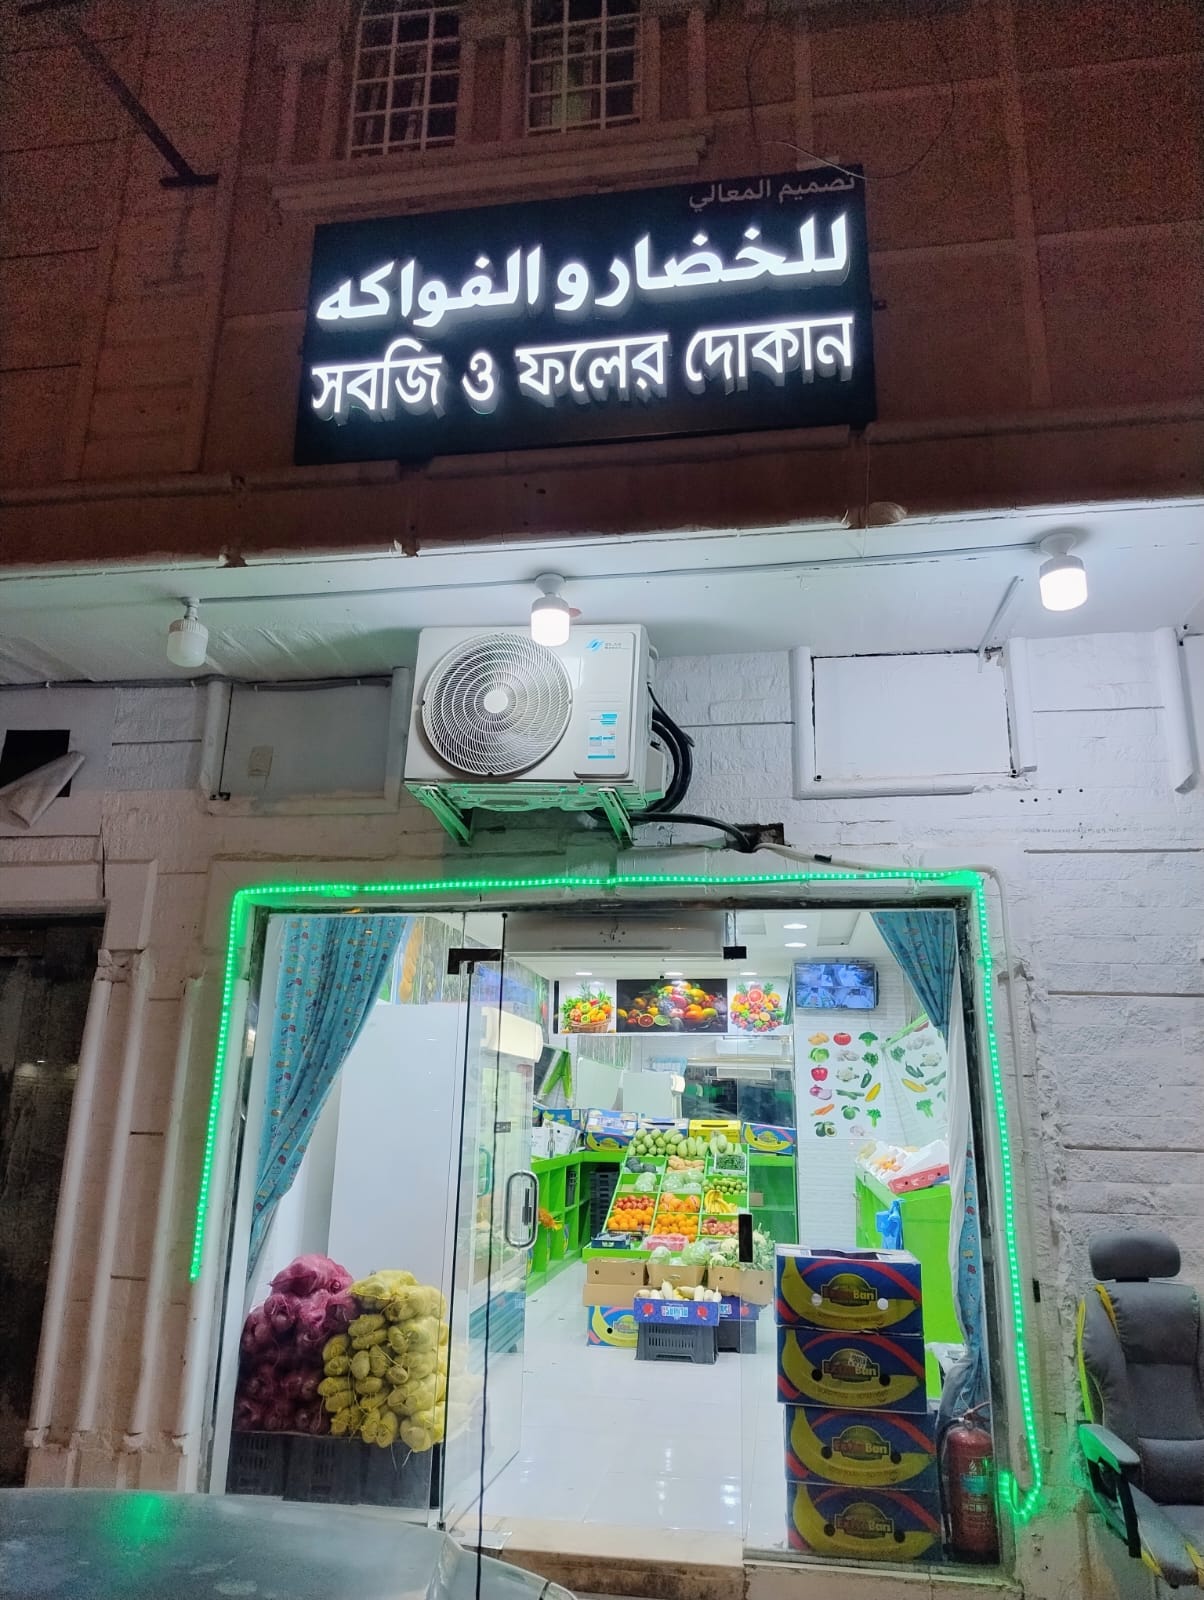 تصميم المعالي
للخضار و الفواكه
সবজি ও ফলের দোকান